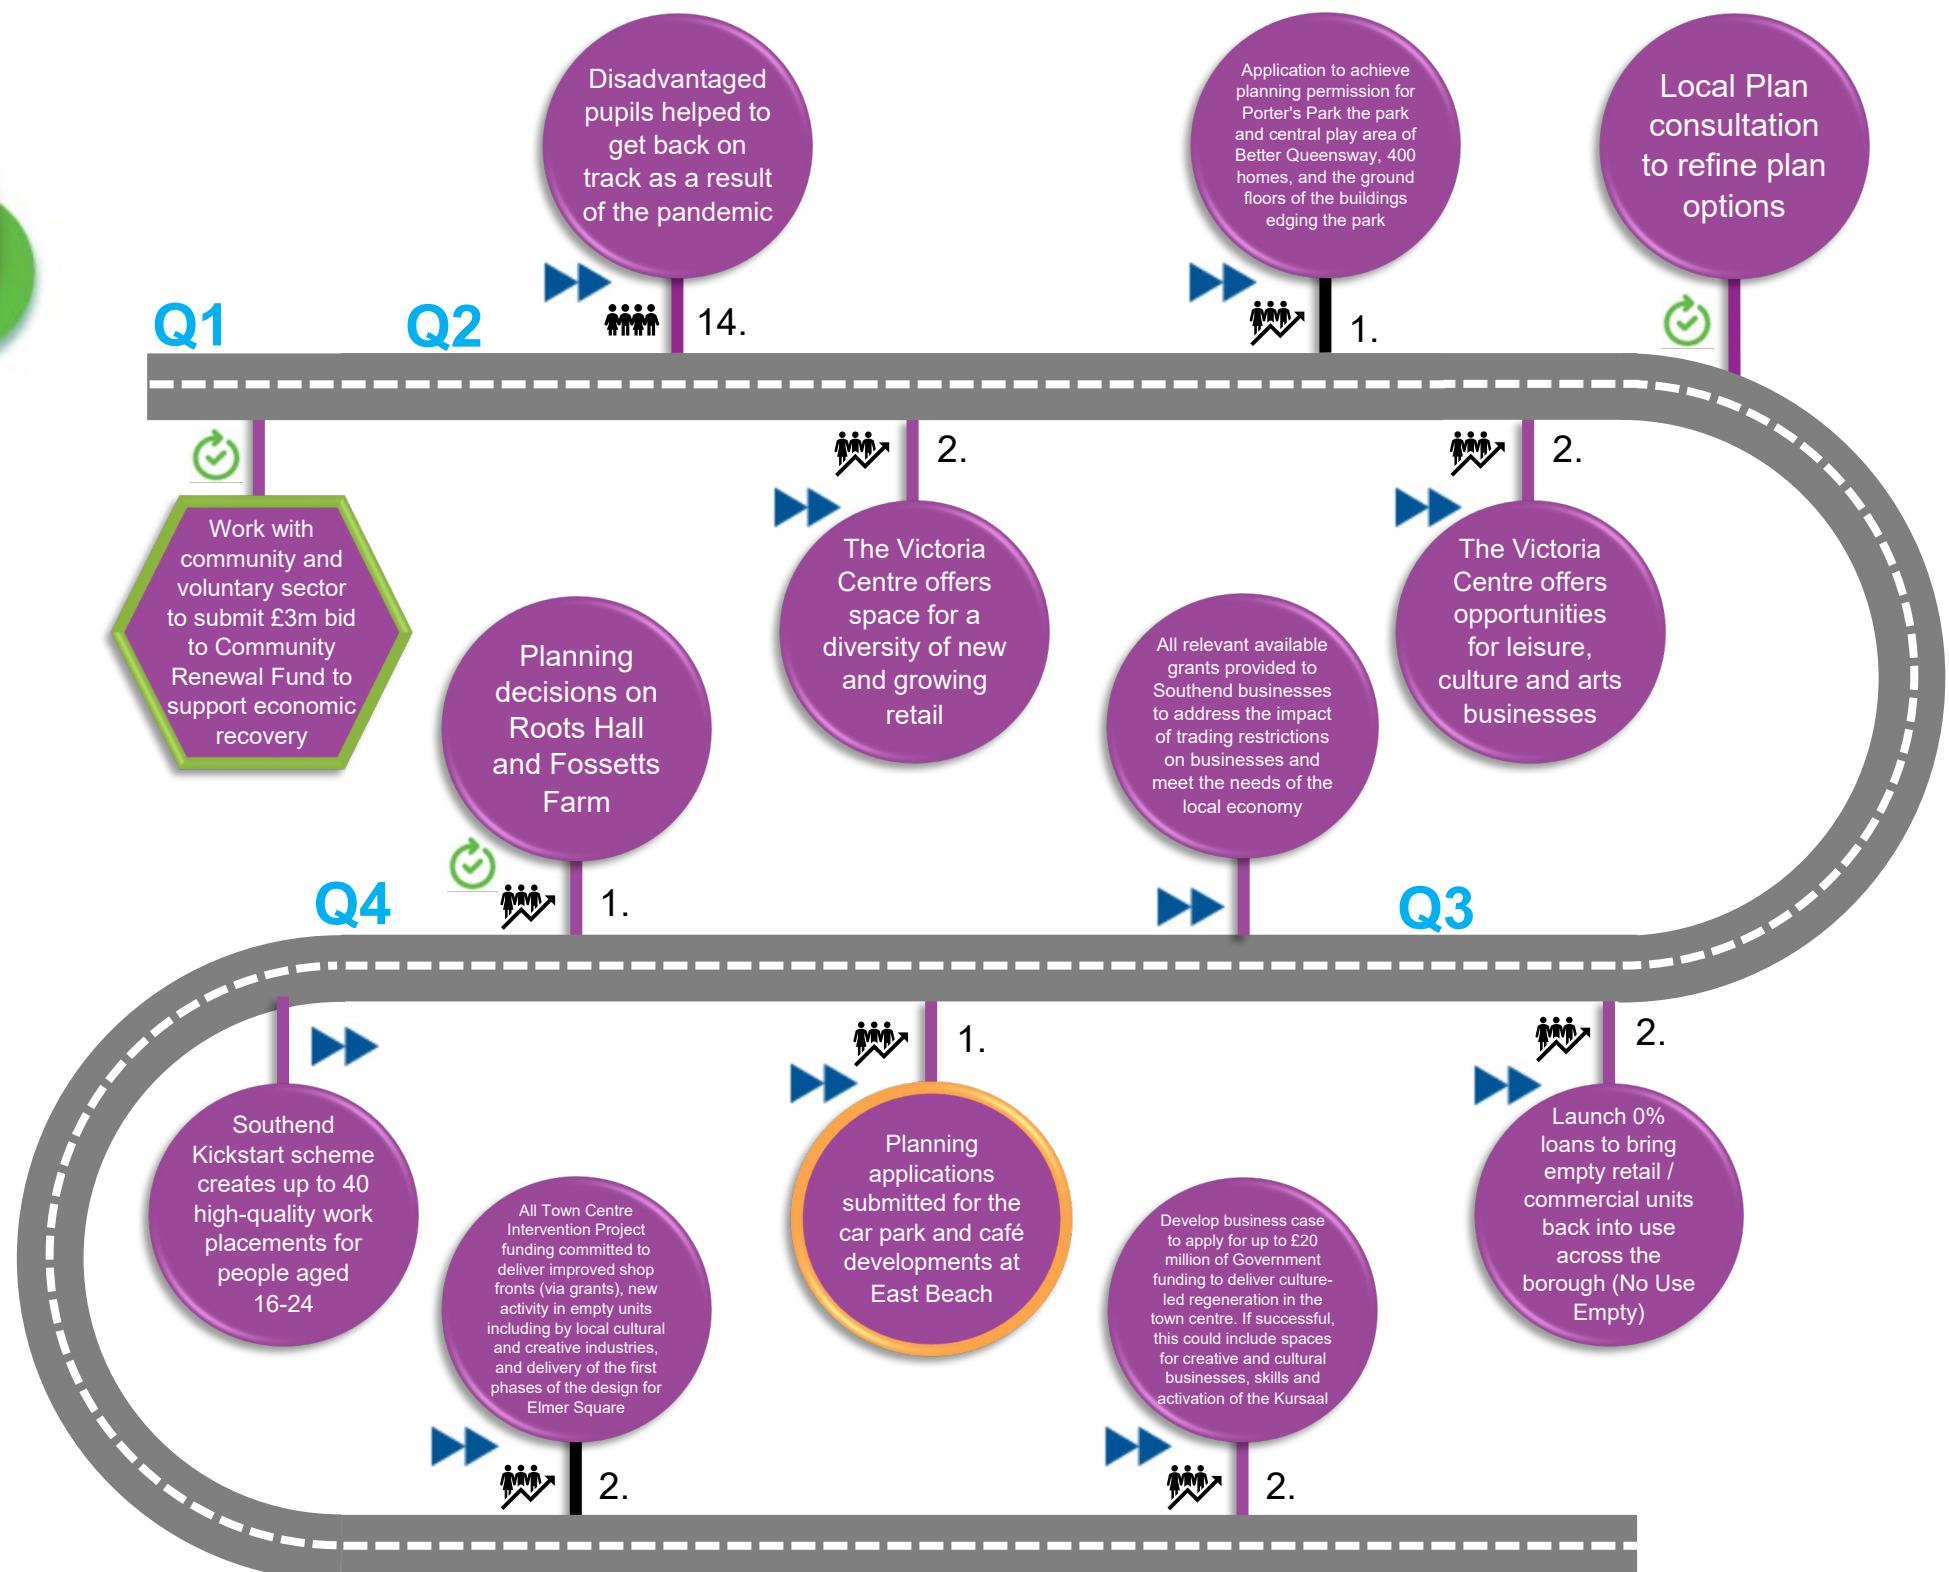 Disadvantaged
pupils helped to
get back on
track as a result
of the pandemic
Application to achieve
planning permission for
Porter's Park the park
and central play area of
Better Queensway, 400
homes, and the ground
floors of the buildings
edging the park
Local Plan
consultation
to refine plan
options
Q1
Q2
14.
1.
2.
2.
Work with
community and
voluntary sector
to submit £3m bid
to Community
Renewal Fund to
support economic
recovery
Planning
decisions on
Roots Hall
and Fossetts
Farm
The Victoria
Centre offers
space for a
diversity of new
and growing
retail
All relevant available
grants provided to
Southend businesses
to address the impact
of trading restrictions
on businesses and
meet the needs of the
local economy
The Victoria
Centre offers
opportunities
for leisure,
culture and arts
businesses
Q4
1.
Q3
1.
2.
Southend
Kickstart scheme
creates up to 40
high-quality work
placements for
people aged
16-24
All Town Centre
Intervention Project
funding committed to
deliver improved shop
fronts (via grants), new
activity in empty units
including by local cultural
and creative industries,
and delivery of the first
phases of the design for
Elmer Square
Planning
applications
submitted for the
car park and café
developments at
East Beach
Develop business case
to apply for up to £20
million of Government
funding to deliver culture-
led regeneration in the
town centre. If successful,
this could include spaces
for creative and cultural
businesses, skills and
activation of the Kursaal
Launch 0%
loans to bring
empty retail /
commercial units
back into use
across the
borough (No Use
Empty)
2.
2.